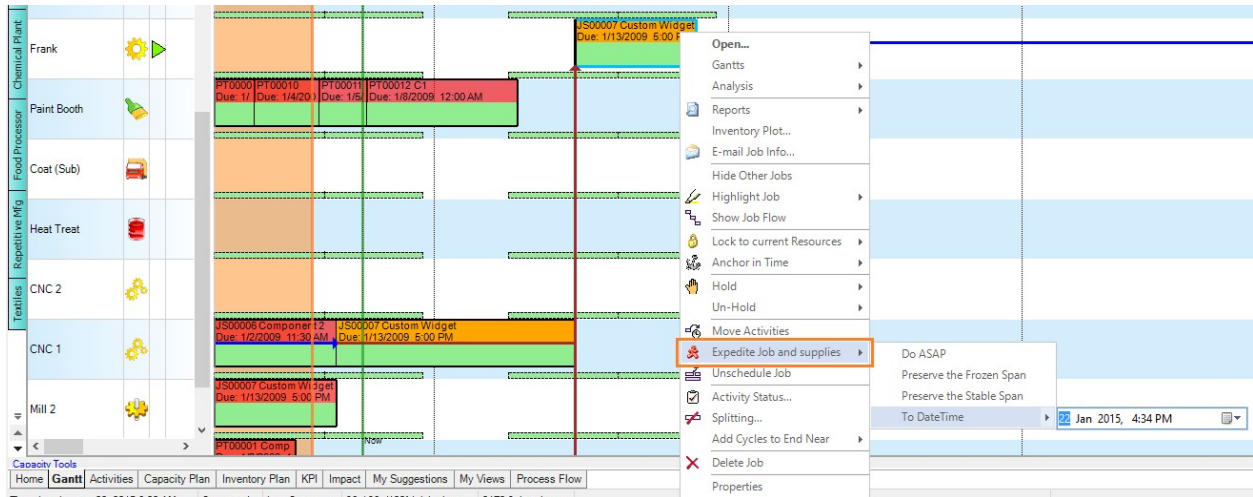 Chemical Plant
Food Processor
Repetitive Mfg
Textiles
Frank
Paint Booth
Coat (Sub)
Heat Treat
CNC 2
CNC 1
Mill 2
JS00007 Custom Widget
Due: 1/13/2009 5:00 P
PT0000 PT00010 PT00011 PT00012 C1
Due: 1/ Due: 1/4/20 Due: 1/5/ Due: 1/8/2009 12:00 AM
JS00006 Component2 JS00007 Custom Widget
Due: 1/2/2009 11:30 AM Due: 1/13/2009 5:00 PM
JS00007 Custom Widget
Due: 1/13/2009 5:00 PM
PT00001 Comp
Now
Open...
Gantts
Analysis
Reports
Inventory Plot...
E-mail Job Info...
Hide Other Jobs
Highlight Job
Show Job Flow
Lock to current Resources
Anchor in Time
Hold
Un-Hold
Move Activities
Expedite Job and supplies
Unschedule Job
Activity Status...
Splitting...
Add Cycles to End Near
Delete Job
Properties
Do ASAP
Preserve the Frozen Span
Preserve the Stable Span
To DateTime
22 Jan 2015, 4:34 PM
Capacity Tools
Home Gantt Activities Capacity Plan Inventory Plan KPI Impact My Suggestions My Views Process Flow